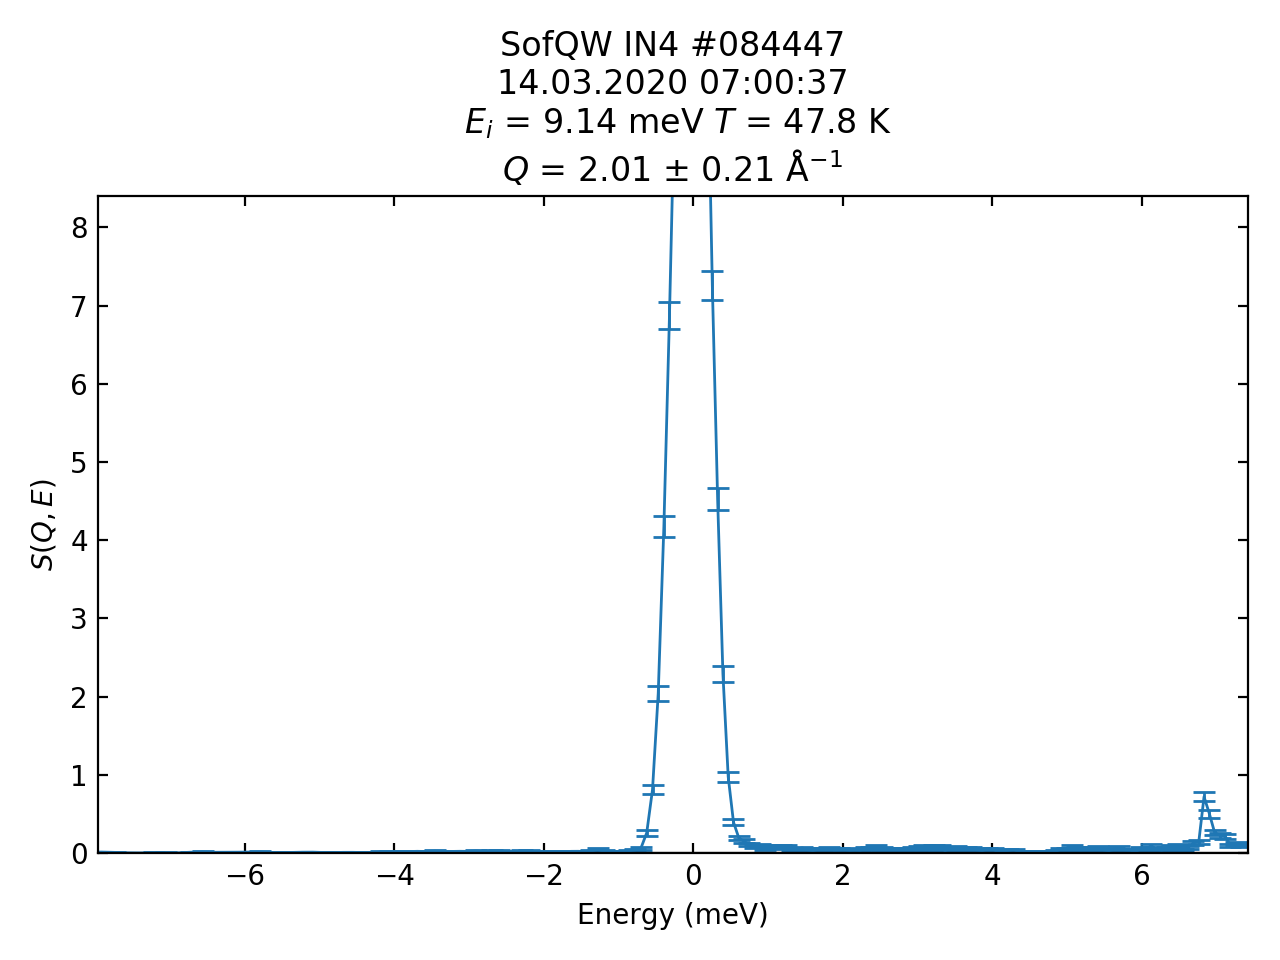 SofQW IN4 #084447
14.03.2020 07:00:37
E_i = 9.14 meV T = 47.8 K
Q = 2.01 ± 0.21 Å⁻¹
8
7
6
5
4
3
2
1
0
S(Q, E)
−6 −4 −2 0 2 4 6
Energy (meV)